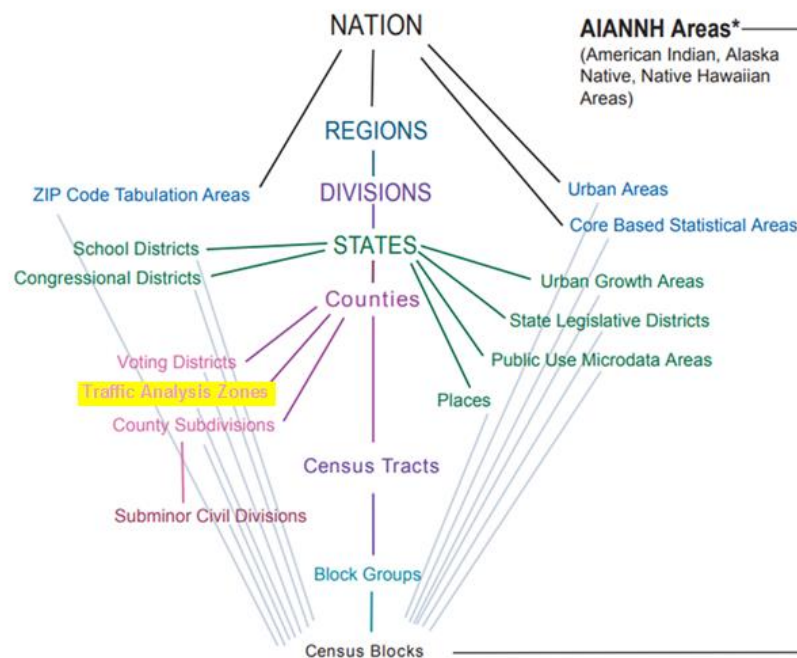 NATION
AIANNH Areas*
(American Indian, Alaska
Native, Native Hawaiian
Areas)
REGIONS
DIVISIONS
ZIP Code Tabulation Areas
Urban Areas
Core Based Statistical Areas
School Districts
STATES
Congressional Districts
Urban Growth Areas
Counties
State Legislative Districts
Voting Districts
Public Use Microdata Areas
Traffic Analysis Zones
Places
County Subdivisions
Census Tracts
Subminor Civil Divisions
Block Groups
Census Blocks